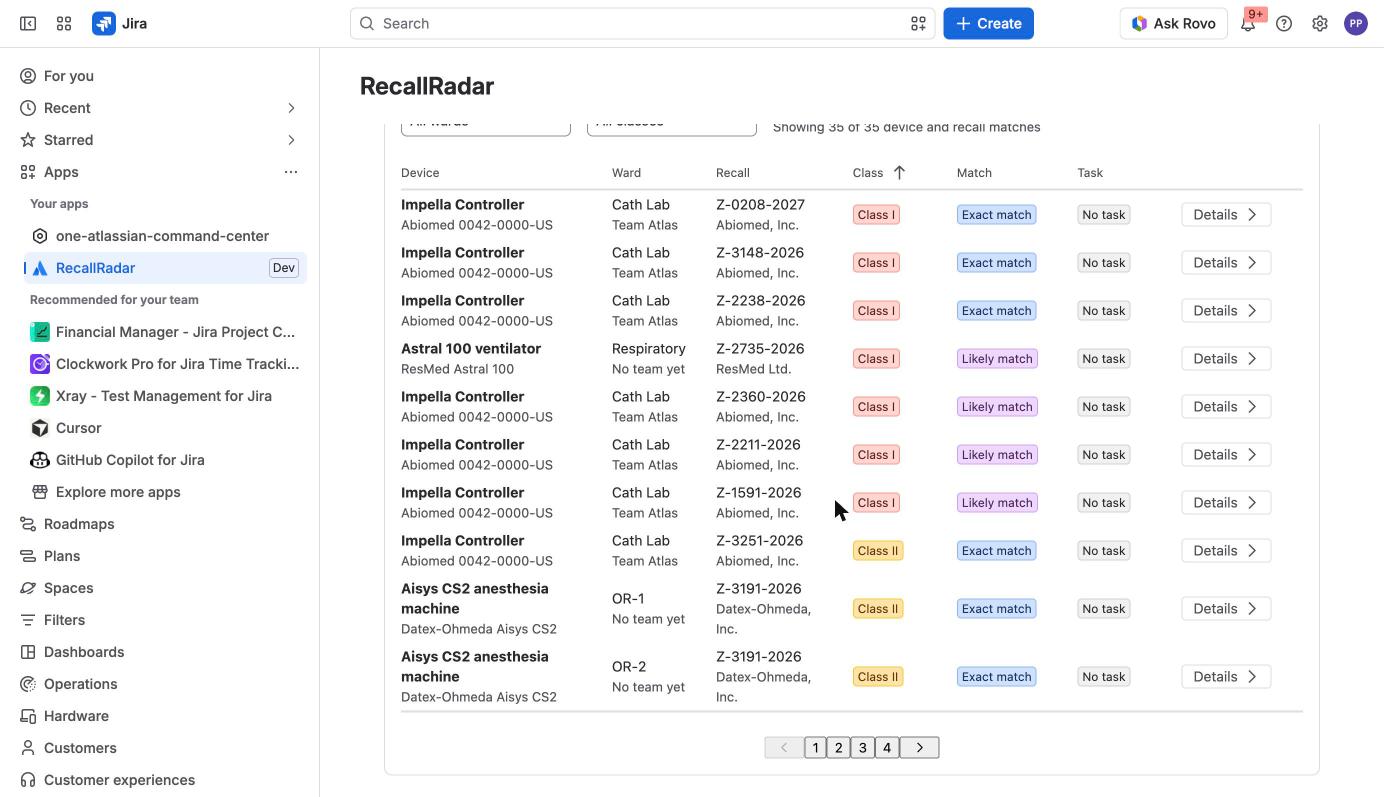 Jira
Search
Create
Ask Rovo
9+
PP
For you
Recent
Starred
Apps
Your apps
one-atlassian-command-center
RecallRadar
Dev
Recommended for your team
Financial Manager - Jira Project C...
Clockwork Pro for Jira Time Tracki...
Xray - Test Management for Jira
Cursor
GitHub Copilot for Jira
Explore more apps
Roadmaps
Plans
Spaces
Filters
Dashboards
Operations
Hardware
Customers
Customer experiences
RecallRadar
Showing 35 of 35 device and recall matches
Device Ward Recall Class Match Task
Impella Controller Cath Lab Z-0208-2027 Class I Exact match No task Details
Abiomed 0042-0000-US Team Atlas Abiomed, Inc.
Impella Controller Cath Lab Z-3148-2026 Class I Exact match No task Details
Abiomed 0042-0000-US Team Atlas Abiomed, Inc.
Impella Controller Cath Lab Z-2238-2026 Class I Exact match No task Details
Abiomed 0042-0000-US Team Atlas Abiomed, Inc.
Astral 100 ventilator Respiratory Z-2735-2026 Class I Likely match No task Details
ResMed Astral 100 No team yet ResMed Ltd.
Impella Controller Cath Lab Z-2360-2026 Class I Likely match No task Details
Abiomed 0042-0000-US Team Atlas Abiomed, Inc.
Impella Controller Cath Lab Z-2211-2026 Class I Likely match No task Details
Abiomed 0042-0000-US Team Atlas Abiomed, Inc.
Impella Controller Cath Lab Z-1591-2026 Class I Likely match No task Details
Abiomed 0042-0000-US Team Atlas Abiomed, Inc.
Impella Controller Cath Lab Z-3251-2026 Class II Exact match No task Details
Abiomed 0042-0000-US Team Atlas Abiomed, Inc.
Aisys CS2 anesthesia OR-1 Z-3191-2026 Class II Exact match No task Details
machine No team yet Datex-Ohmeda,
Datex-Ohmeda Aisys CS2 Inc.
Aisys CS2 anesthesia OR-2 Z-3191-2026 Class II Exact match No task Details
machine No team yet Datex-Ohmeda,
Datex-Ohmeda Aisys CS2 Inc.
1 2 3 4